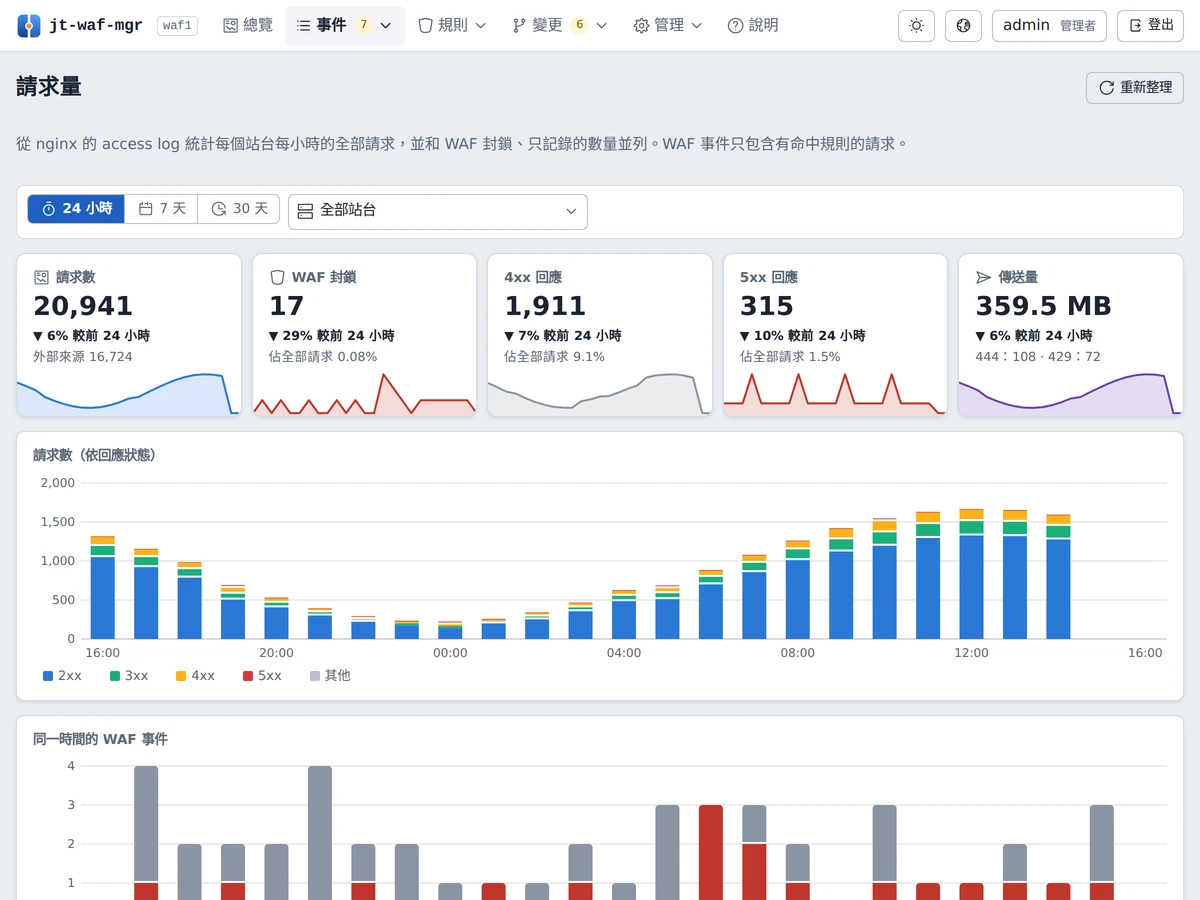 jt-waf-mgr waf1 總覽 事件 7 規則 變更 6 管理 說明 admin 管理者 登出
請求量
重新整理
從 nginx 的 access log 統計每個站台每小時的全部請求，並和 WAF 封鎖、只記錄的數量並列。WAF 事件只包含有命中規則的請求。
24 小時 7 天 30 天 全部站台
請求數
20,941
▼ 6% 較前 24 小時
外部來源 16,724
WAF 封鎖
17
▼ 29% 較前 24 小時
佔全部請求 0.08%
4xx 回應
1,911
▼ 7% 較前 24 小時
佔全部請求 9.1%
5xx 回應
315
▼ 10% 較前 24 小時
佔全部請求 1.5%
傳送量
359.5 MB
▼ 6% 較前 24 小時
444：108 · 429：72
請求數（依回應狀態）
2,000
1,500
1,000
500
0
16:00 20:00 00:00 04:00 08:00 12:00 16:00
2xx 3xx 4xx 5xx 其他
同一時間的 WAF 事件
4
3
2
1